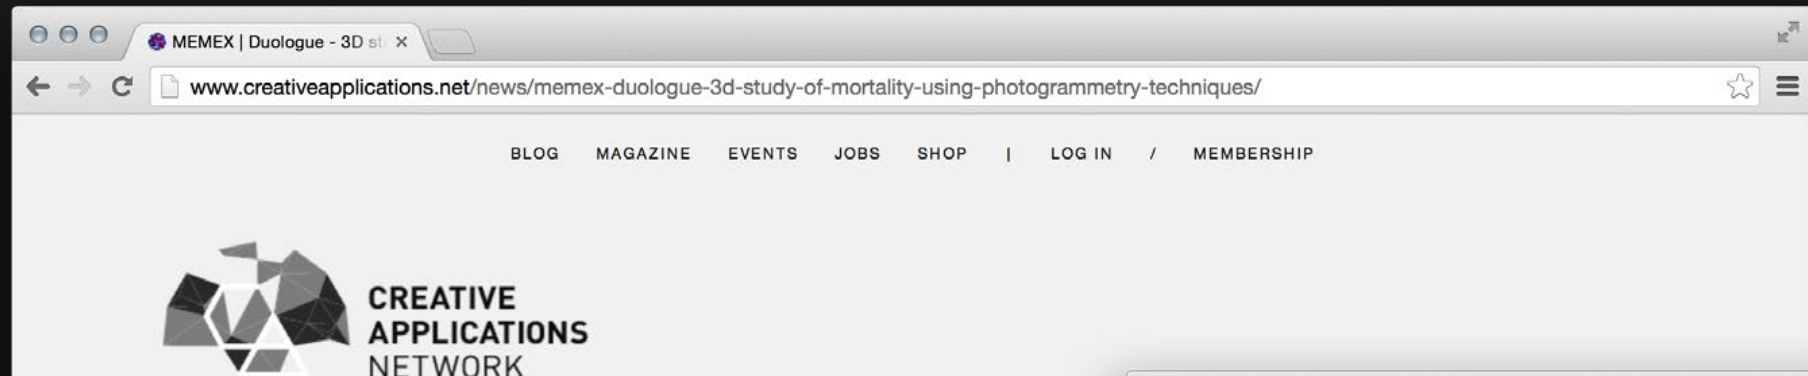 MEMEX | Duologue - 3D st
www.creativeapplications.net/news/memex-duologue-3d-study-of-mortality-using-photogrammetry-techniques/
BLOG MAGAZINE EVENTS JOBS SHOP | LOG IN / MEMBERSHIP
CREATIVE
APPLICATIONS
NETWORK